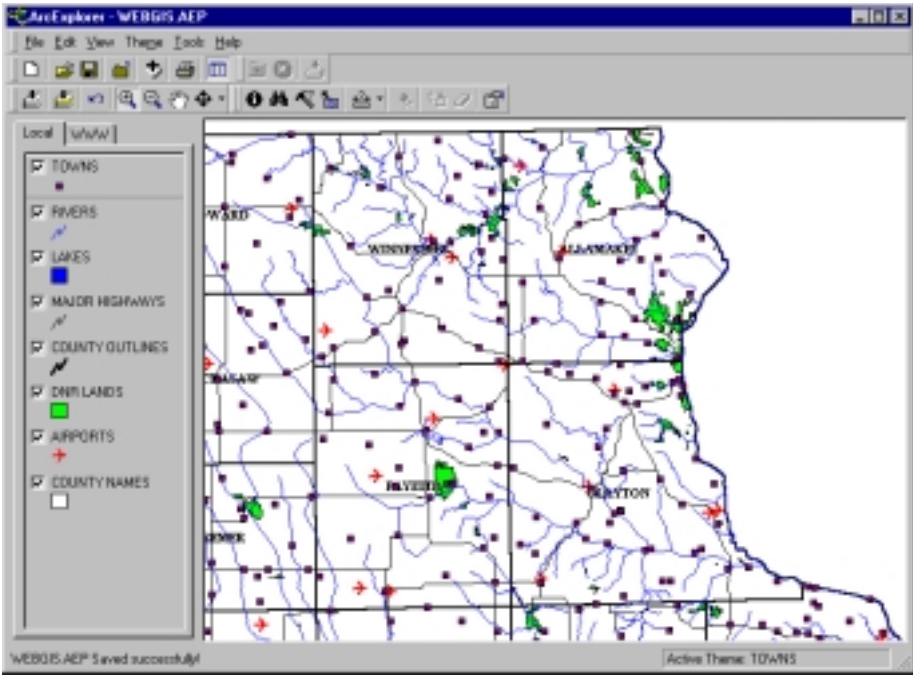 ArcExplorer - WEBGIS.AEP
File Edit View Theme Tools Help
Local WWW
TOWNS
RIVERS
LAKES
MAJOR HIGHWAYS
COUNTY OUTLINES
DNR LANDS
AIRPORTS
COUNTY NAMES
WARD
ALLAMAKEE
CLAYTON
WEBGIS.AEP Saved successfully!
Active Theme: TOWNS